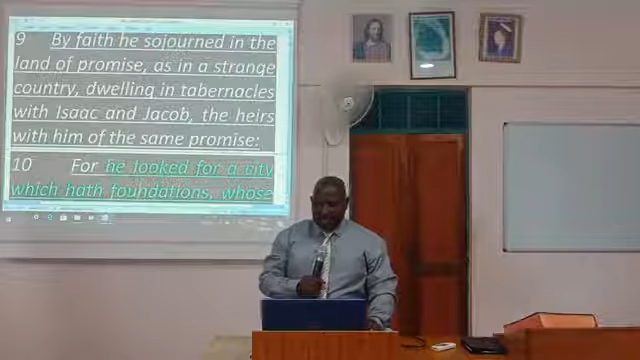 9 By faith he sojourned in the
land of promise, as in a strange
country, dwelling in tabernacles
with Isaac and Jacob, the heirs
with him of the same promise:
10 For he looked for a city
which hath foundations, whose